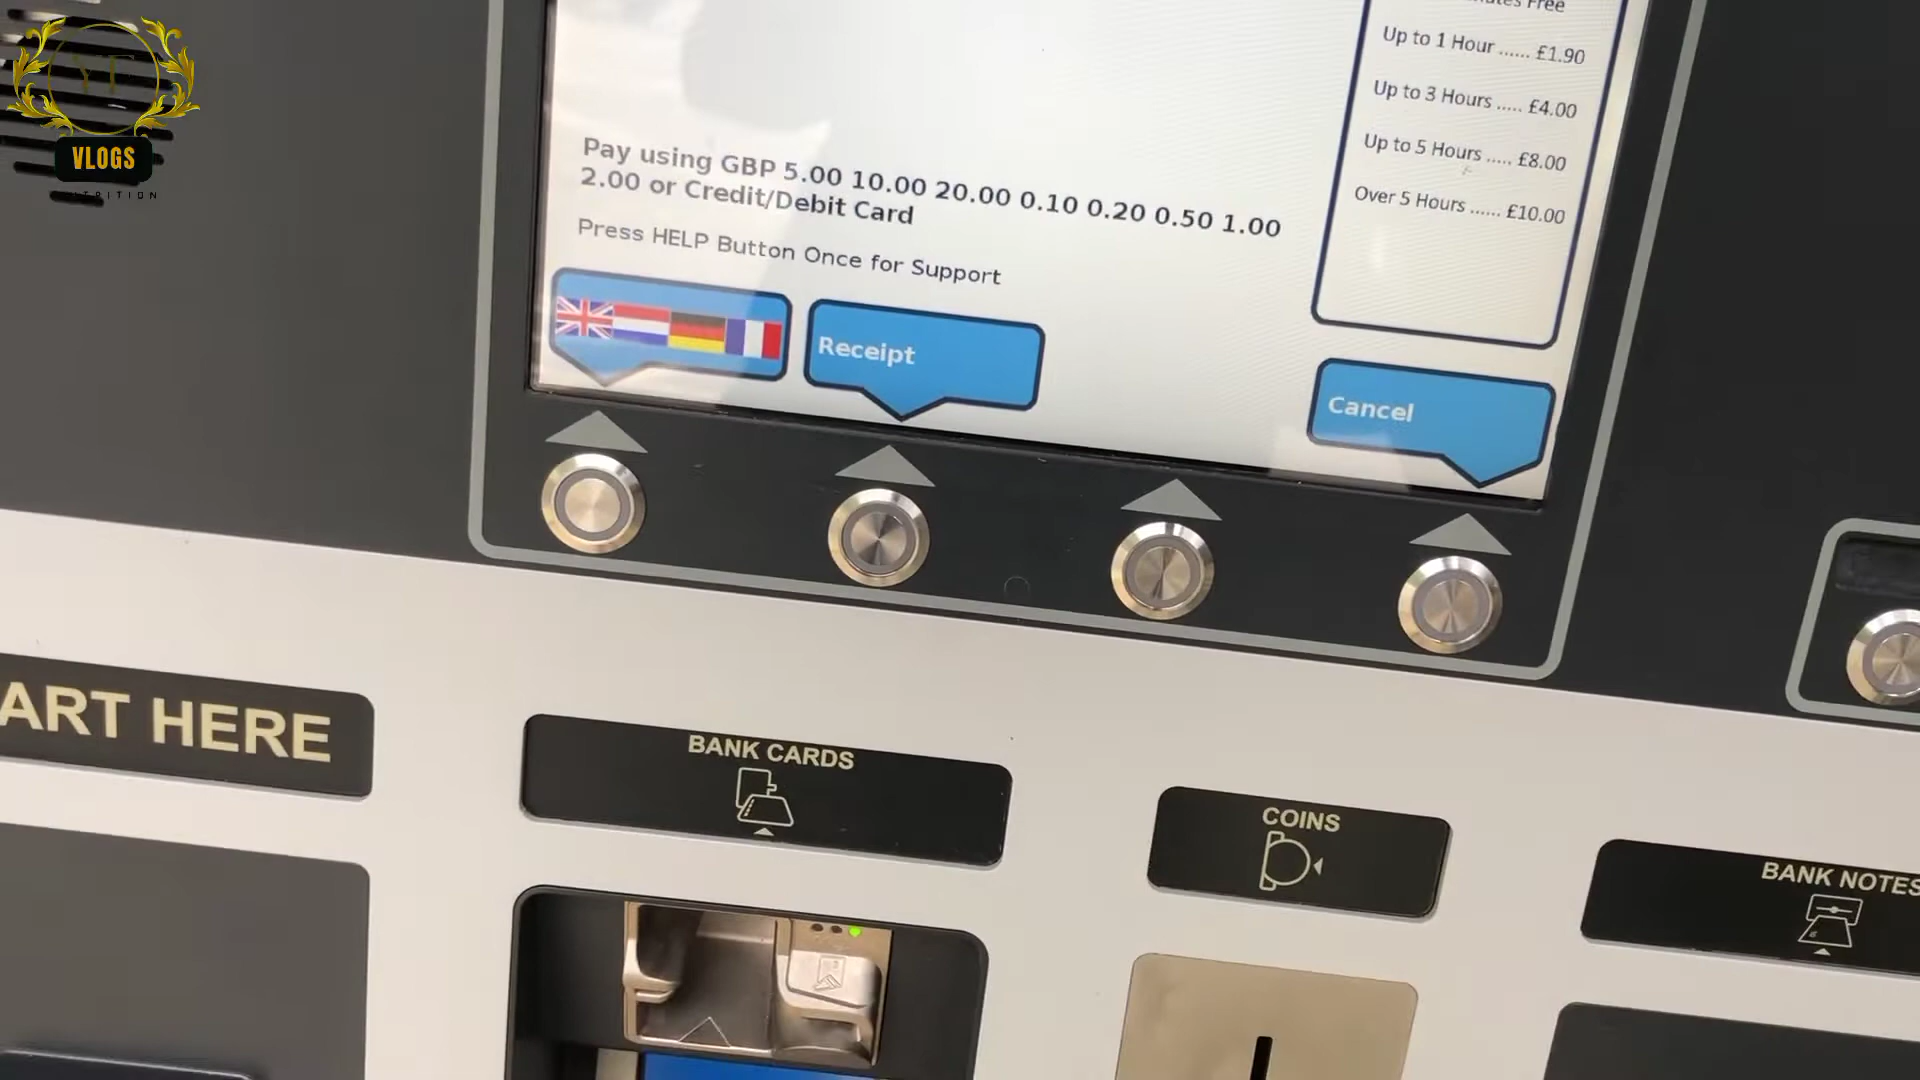 VLOGS
Free
Up to 1 Hour ...... £1.90
Up to 3 Hours ..... £4.00
Up to 5 Hours ..... £8.00
Over 5 Hours ...... £10.00
Pay using GBP 5.00 10.00 20.00 0.10 0.20 0.50 1.00
2.00 or Credit/Debit Card
Press HELP Button Once for Support
Receipt
Cancel
ART HERE
BANK CARDS
COINS
BANK NOTES